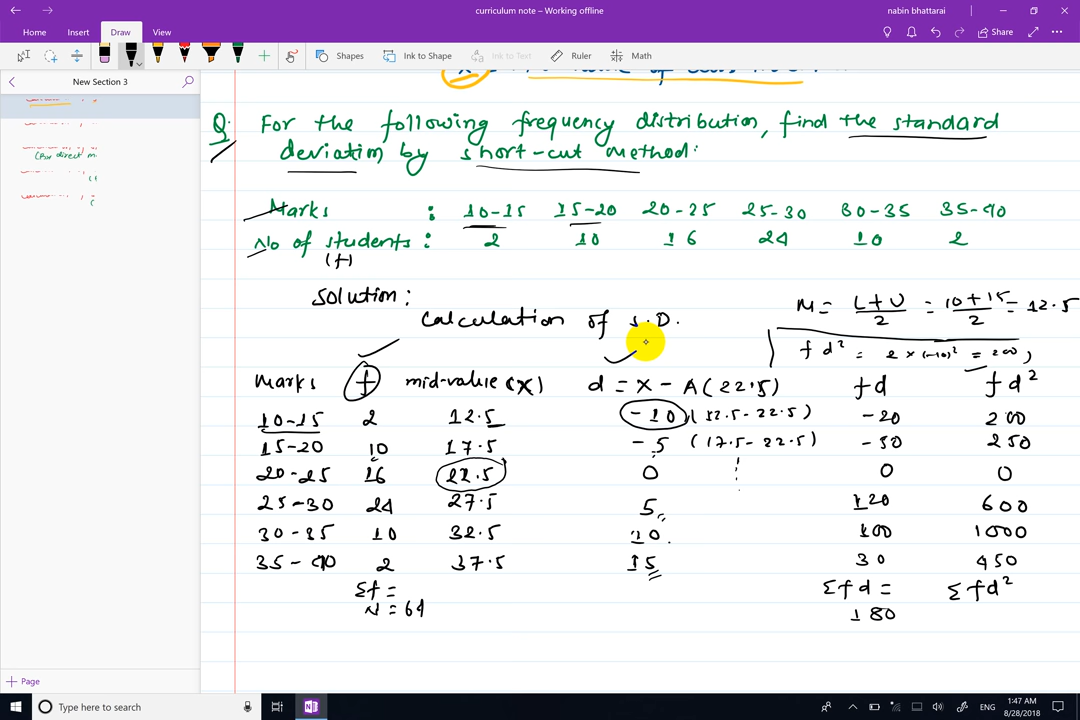 curriculum note – Working offline
nabin bhattarai
Home Insert Draw View
Share
Shapes Ink to Shape Ink to Text Ruler Math
New Section 3
(For direct m
Q. For the following frequency distribution, find the standard
deviation by short-cut method:
Marks : 10-15 15-20 20-25 25-30 30-35 35-40
No of students : 2 10 16 24 10 2
(f)
Solution:
Calculation of S.D.
M = L+U/2 = 10+15/2 = 12.5
fd² = 2×(-10)² = 200,
Marks f mid-value (X) d = X - A(22.5) fd fd²
10-15 2 12.5 -10 (12.5-22.5) -20 200
15-20 10 17.5 -5 (17.5-22.5) -50 250
20-25 16 22.5 0 0 0
25-30 24 27.5 5 120 600
30-35 10 32.5 10 100 1000
35-40 2 37.5 15 30 450
Σf = Σfd = Σfd²
N = 64 180
Page
Type here to search
ENG
1:47 AM
8/28/2018